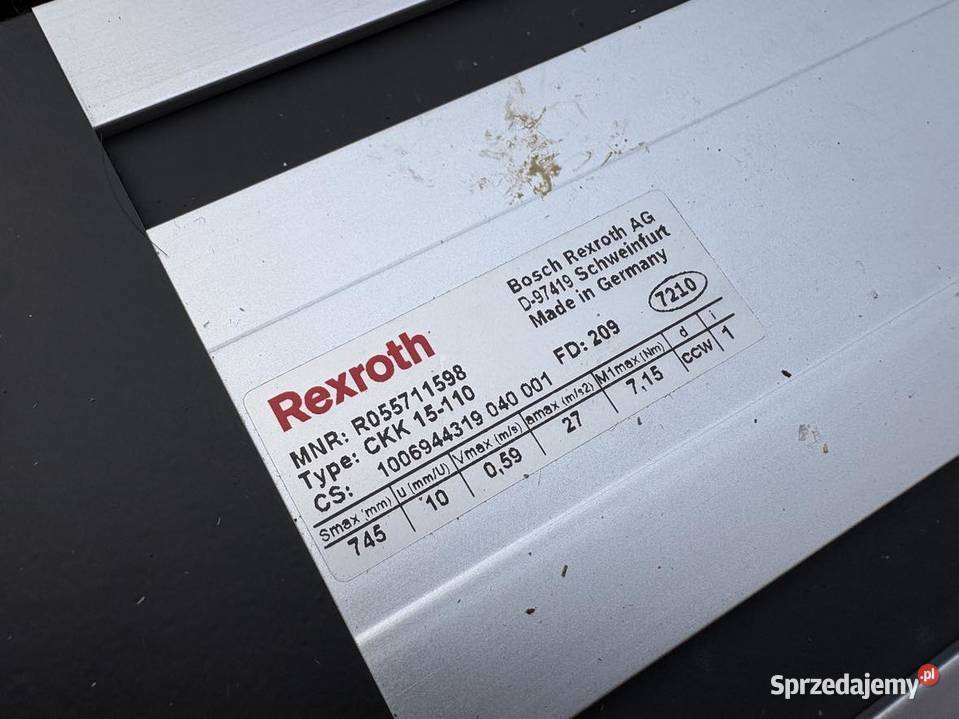 Rexroth
Bosch Rexroth AG
D-97419 Schweinfurt
Made in Germany
MNR: R055711598
Type: CKK 15-110
CS: 1006944319 040 001 FD: 209 7210
Smax (mm) u (mm/U) Vmax (m/s) amax (m/s2) M1max (Nm) d i
745 10 0,59 27 7,15 CCW 1
Sprzedajemy.pl